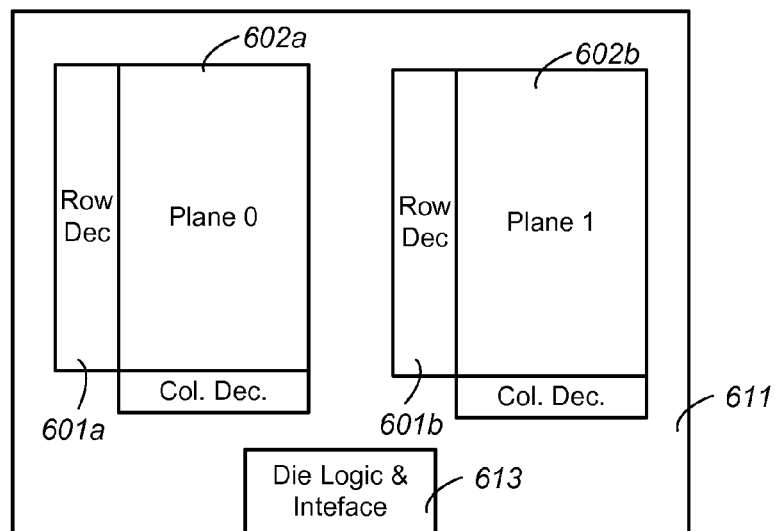 602a
602b
Row
Dec
Plane 0
Row
Dec
Plane 1
Col. Dec.
Col. Dec.
601a
601b
611
Die Logic &
Inteface
613